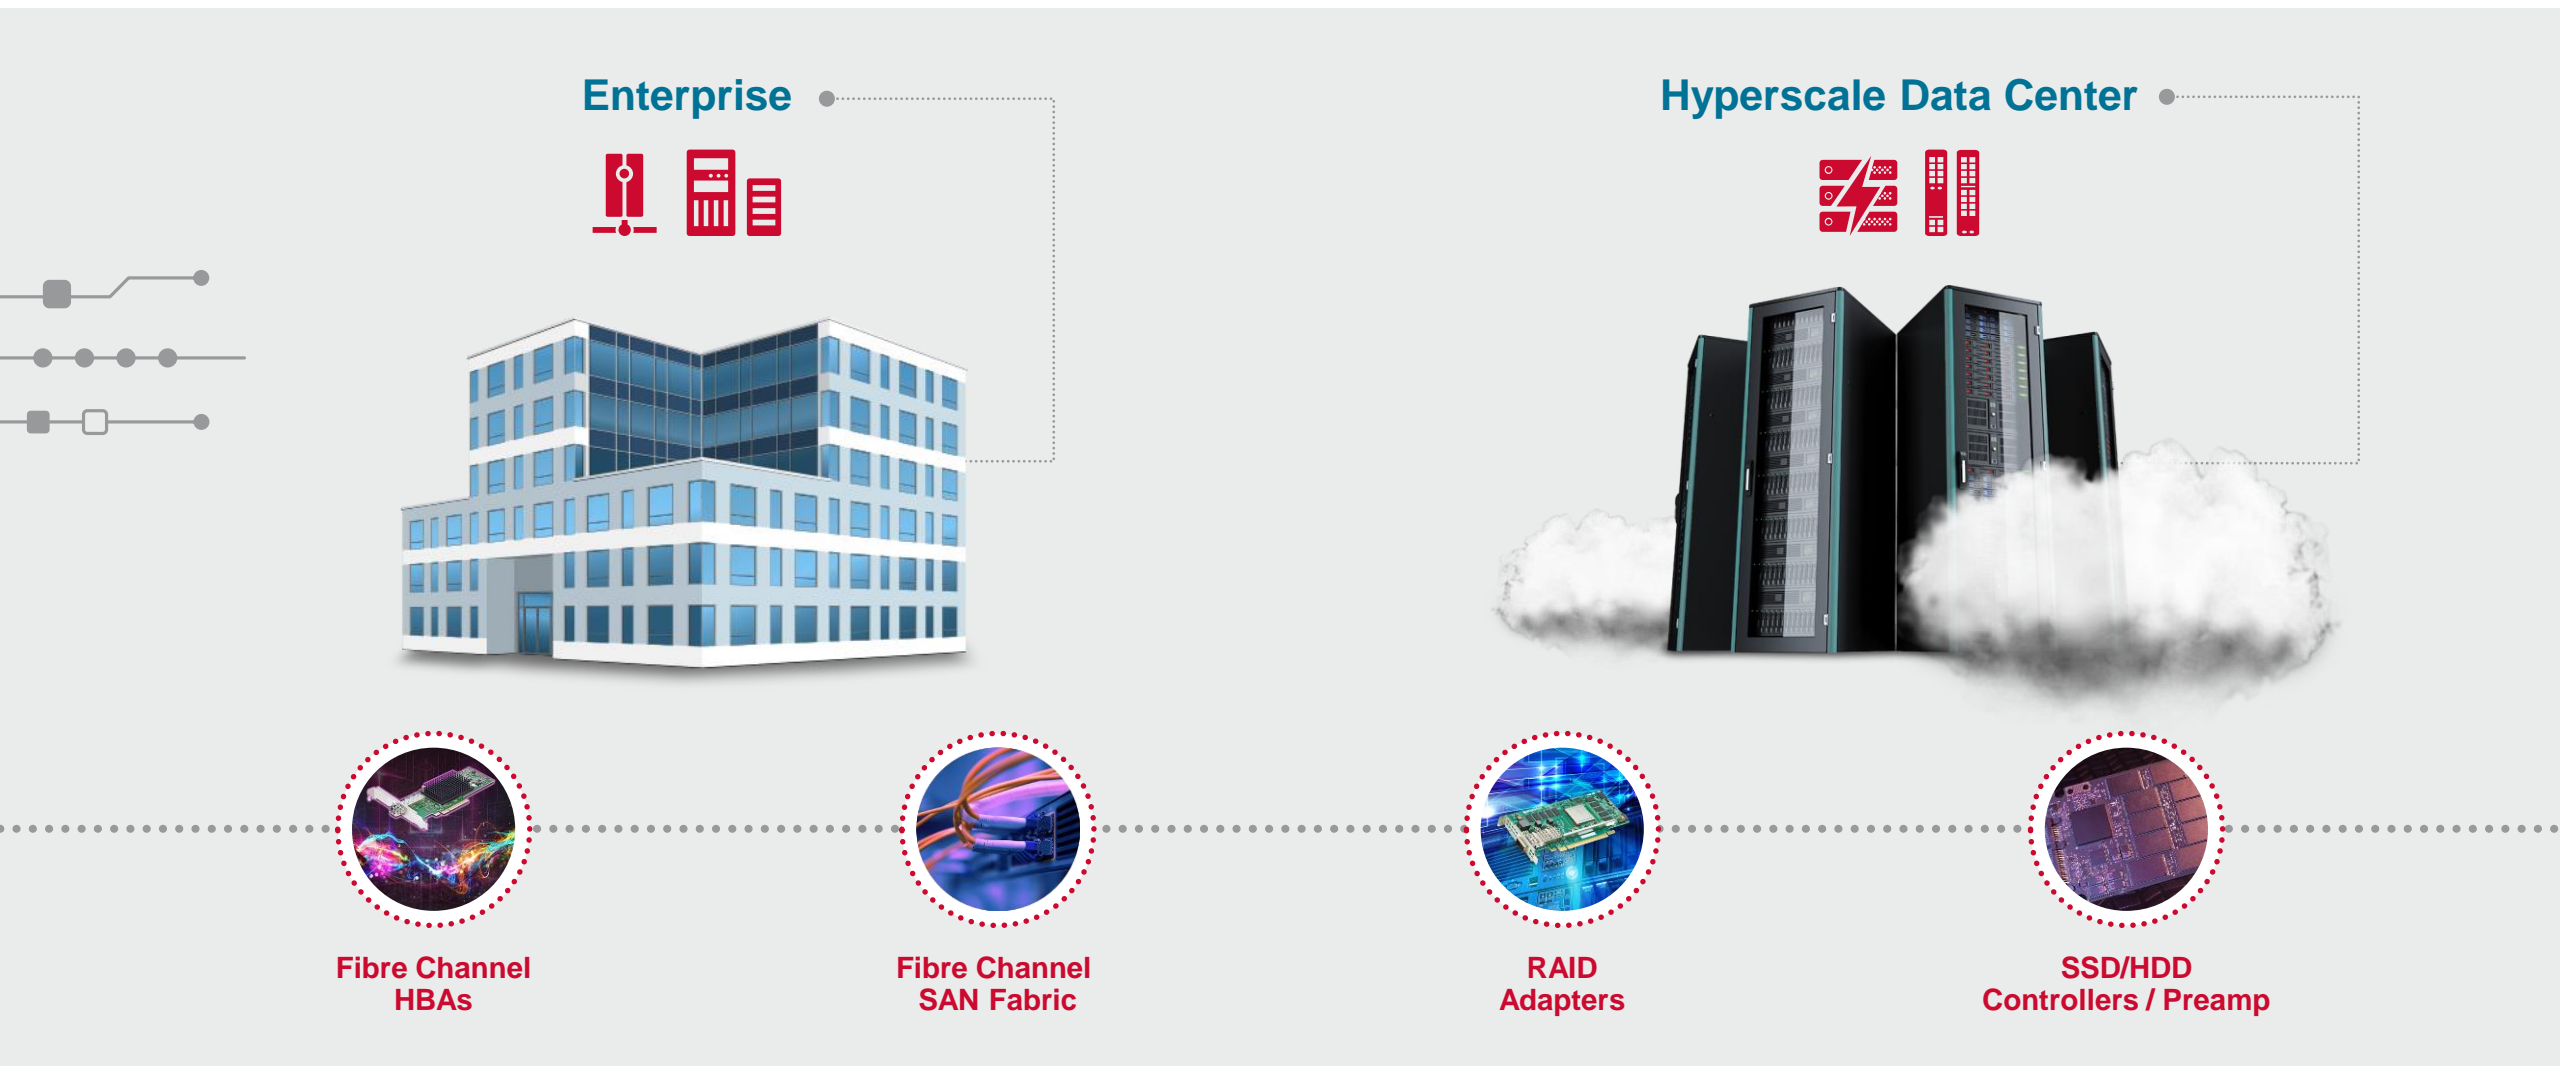 Enterprise
Hyperscale Data Center
Fibre Channel
HBAs
Fibre Channel
SAN Fabric
RAID
Adapters
SSD/HDD
Controllers / Preamp